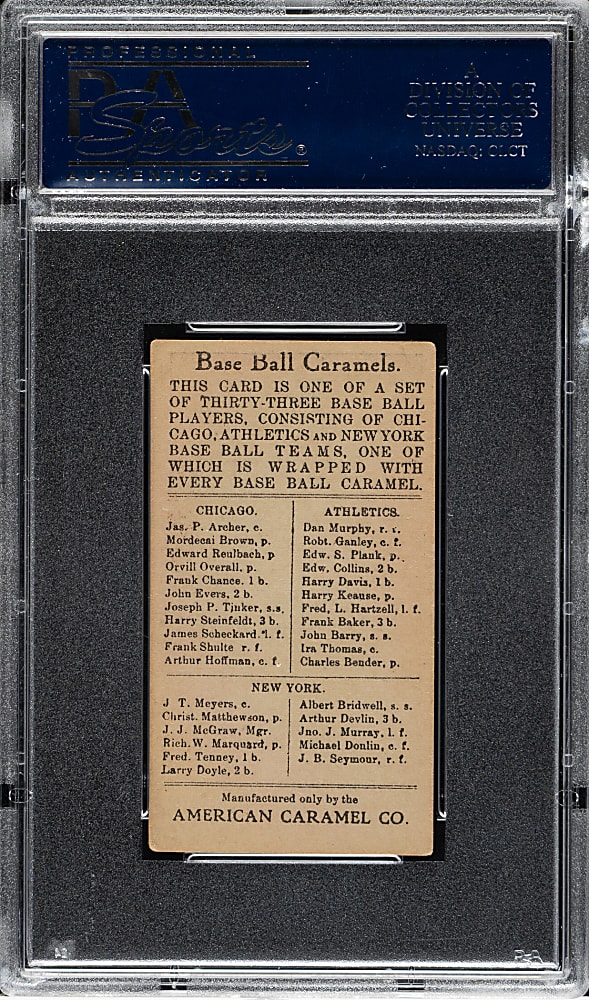 PROFESSIONAL
PSA
Sports ®
AUTHENTICATOR
A
DIVISION OF
COLLECTORS
UNIVERSE
NASDAQ: CLCT
Base Ball Caramels.
THIS CARD IS ONE OF A SET
OF THIRTY-THREE BASE BALL
PLAYERS, CONSISTING OF CHI-
CAGO, ATHLETICS AND NEW YORK
BASE BALL TEAMS, ONE OF
WHICH IS WRAPPED WITH
EVERY BASE BALL CARAMEL.
CHICAGO.
Jas. P. Archer, c.
Mordecai Brown, p.
Edward Reulbach, p
Orvill Overall, p.
Frank Chance. 1 b.
John Evers, 2 b.
Joseph P. Tinker, s.s.
Harry Steinfeldt, 3 b.
James Scheckard. l. f.
Frank Shulte r. f.
Arthur Hoffman, c. f.
ATHLETICS.
Dan Murphy, r. f.
Robt. Ganley, c. f.
Edw. S. Plank, p.
Edw. Collins, 2 b.
Harry Davis, 1 b.
Harry Keause, p.
Fred, L. Hartzell, l. f.
Frank Baker, 3 b.
John Barry, s. s.
Ira Thomas, c.
Charles Bender, p.
NEW YORK.
J T. Meyers, c.
Christ. Matthewson, p.
J. J. McGraw, Mgr.
Rich. W. Marquard, p.
Fred. Tenney, 1 b.
Larry Doyle, 2 b.
Albert Bridwell, s. s.
Arthur Devlin, 3 b.
Jno. J. Murray, l. f.
Michael Donlin, c. f.
J. B. Seymour, r. f.
Manufactured only by the
AMERICAN CARAMEL CO.
PSA